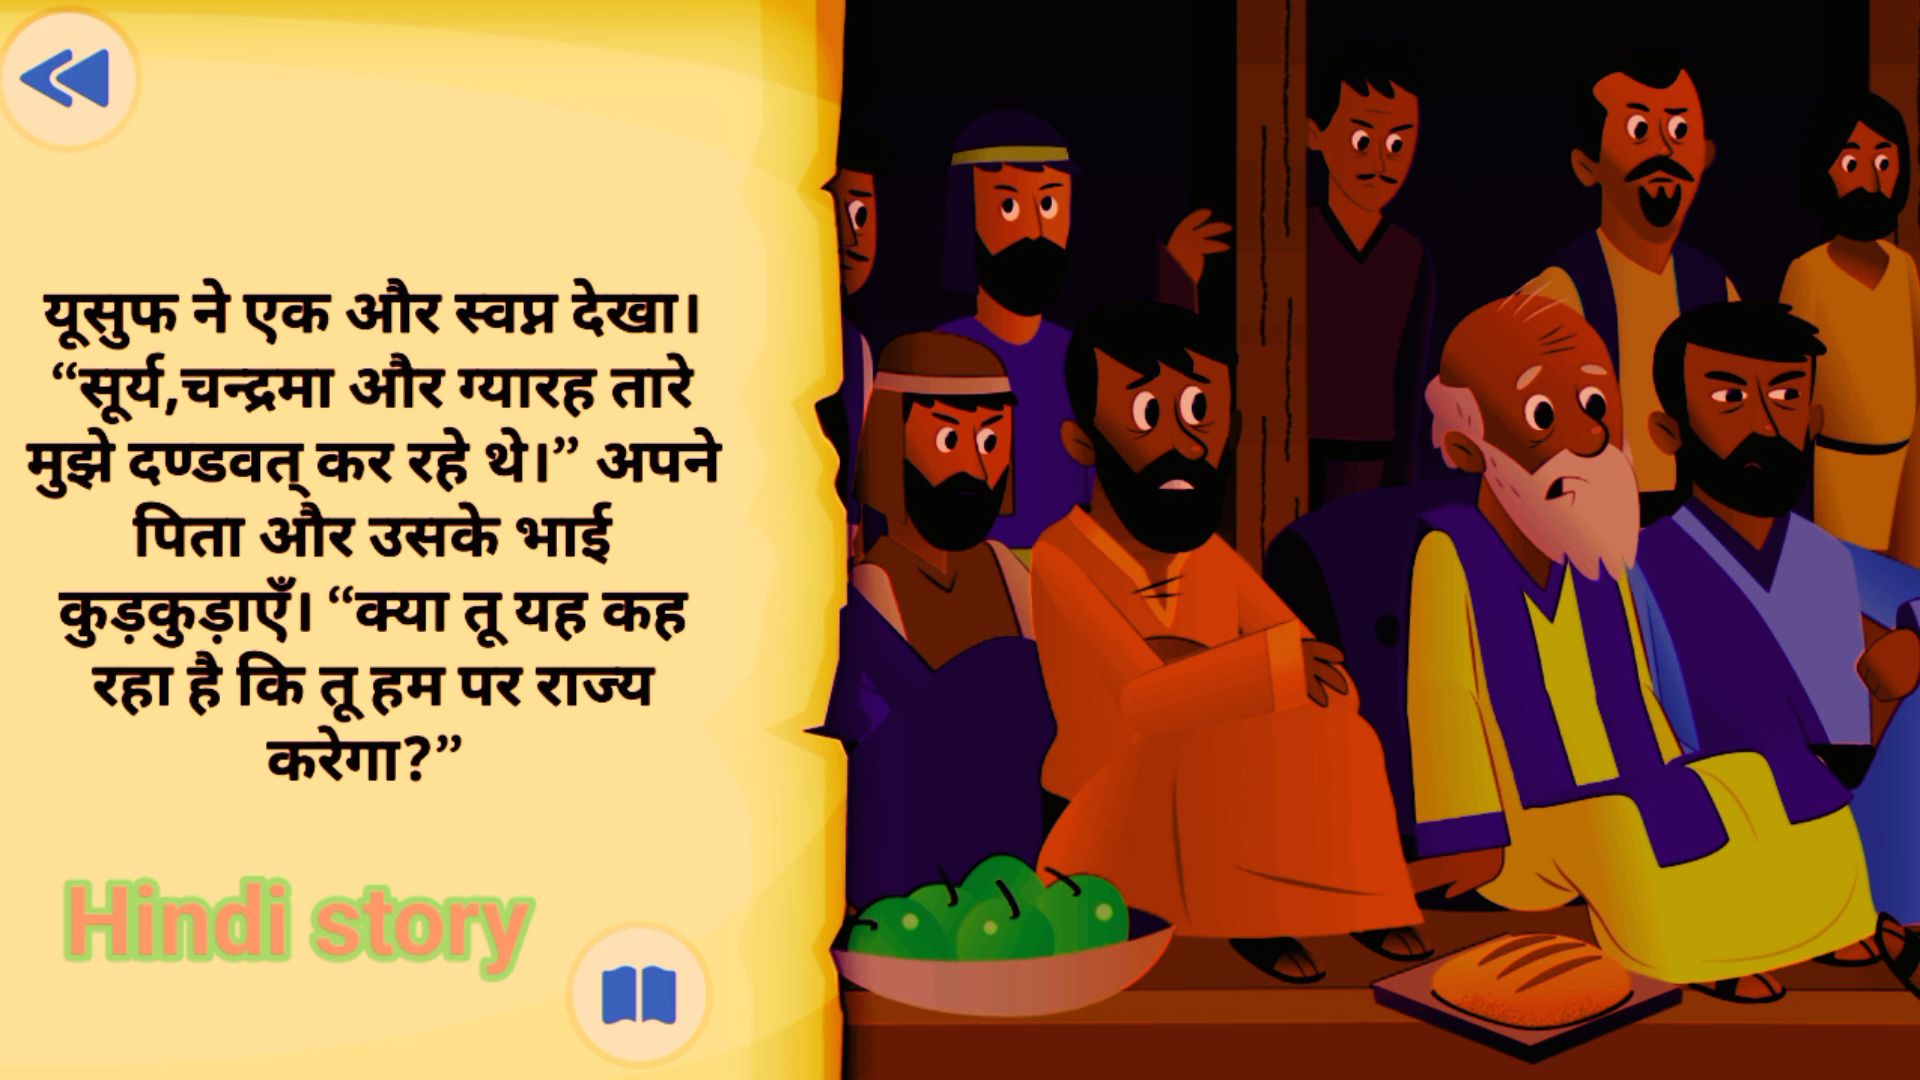 यूसुफ ने एक और स्वप्न देखा।
“सूर्य,चन्द्रमा और ग्यारह तारे
मुझे दण्डवत् कर रहे थे।” अपने
पिता और उसके भाई
कुड़कुड़ाएँ। “क्या तू यह कह
रहा है कि तू हम पर राज्य
करेगा?”
Hindi story